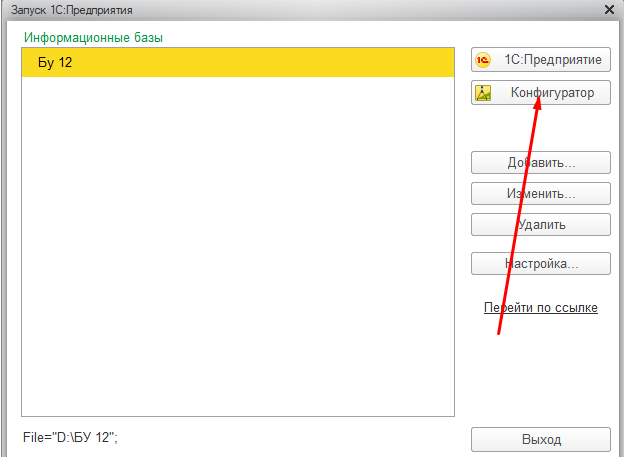 Запуск 1С:Предприятия
Информационные базы
Бу 12
1С:Предприятие
Конфигуратор
Добавить...
Изменить...
Удалить
Настройка...
Перейти по ссылке
File="D:\БУ 12";
Выход